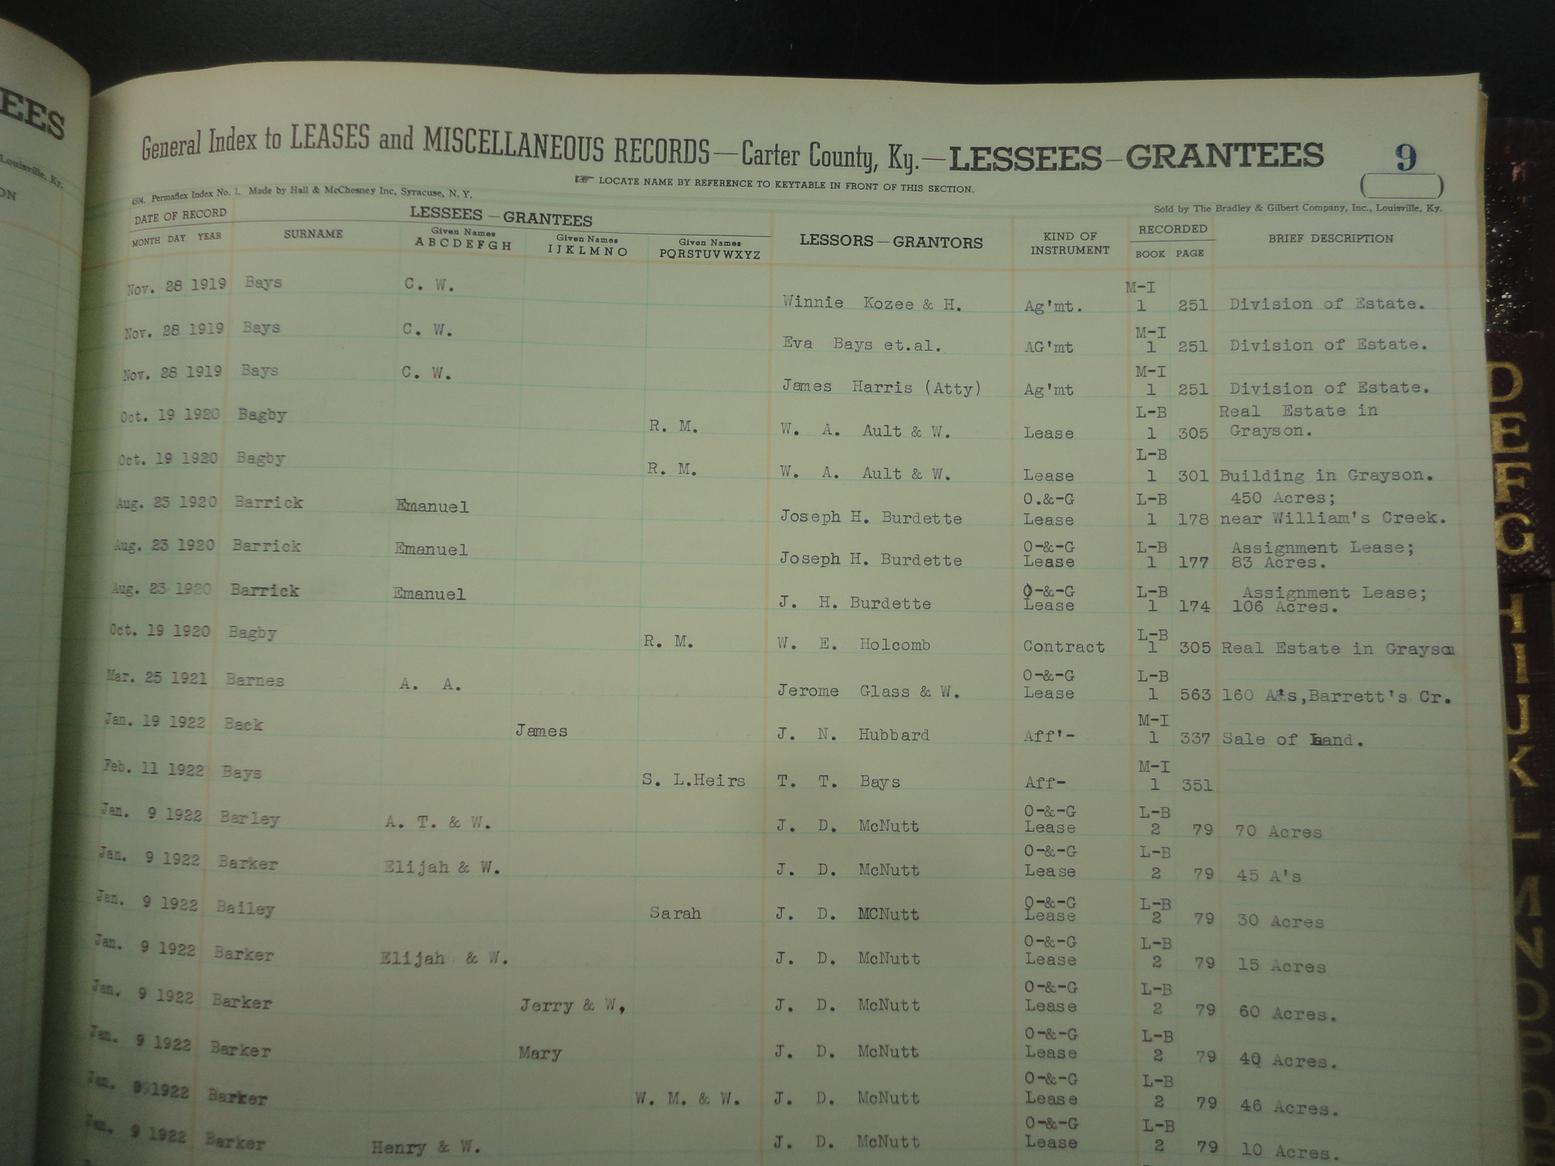 EES
Louisville, Ky.
ON
General Index to LEASES and MISCELLANEOUS RECORDS—Carter County, Ky.—LESSEES–GRANTEES 9
☞ LOCATE NAME BY REFERENCE TO KEYTABLE IN FRONT OF THIS SECTION.
Permaflex Index No. 1. Made by Hall & McChesney Inc, Syracuse, N. Y.
Sold by The Bradley & Gilbert Company, Inc., Louisville, Ky.
DATE OF RECORD LESSEES – GRANTEES LESSORS – GRANTORS KIND OF INSTRUMENT RECORDED BRIEF DESCRIPTION
MONTH DAY YEAR SURNAME Given Names A B C D E F G H Given Names I J K L M N O Given Names PQRSTUVWXYZ BOOK PAGE
Nov. 28 1919 Bays C. W. M-I
Winnie Kozee & H. Ag'mt. 1 251 Division of Estate.
Nov. 28 1919 Bays C. W. M-I
Eva Bays et.al. AG'mt 1 251 Division of Estate.
Nov. 28 1919 Bays C. W. M-I
James Harris (Atty) Ag'mt 1 251 Division of Estate.
Oct. 19 1920 Bagby L-B Real Estate in
R. M. W. A. Ault & W. Lease 1 305 Grayson.
Oct. 19 1920 Bagby L-B
R. M. W. A. Ault & W. Lease 1 301 Building in Grayson.
Aug. 23 1920 Barrick Emanuel O.&-G L-B 450 Acres;
Joseph H. Burdette Lease 1 178 near William's Creek.
Aug. 23 1920 Barrick Emanuel O-&-G L-B Assignment Lease;
Joseph H. Burdette Lease 1 177 83 Acres.
Aug. 23 1920 Barrick Emanuel O-&-G L-B Assignment Lease;
J. H. Burdette Lease 1 174 106 Acres.
Oct. 19 1920 Bagby L-B
R. M. W. E. Holcomb Contract 1 305 Real Estate in Grayson
Mar. 25 1921 Barnes A. A. O-&-G L-B
Jerome Glass & W. Lease 1 563 160 A's,Barrett's Cr.
Jan. 19 1922 Back James M-I
J. N. Hubbard Aff'- 1 337 Sale of Land.
Feb. 11 1922 Bays M-I
S. L.Heirs T. T. Bays Aff- 1 351
Jan. 9 1922 Barley A. T. & W. O-&-G L-B
J. D. McNutt Lease 2 79 70 Acres
Jan. 9 1922 Barker Elijah & W. O-&-G L-B
J. D. McNutt Lease 2 79 45 A's
Jan. 9 1922 Bailey O-&-G L-B
Sarah J. D. MCNutt Lease 2 79 30 Acres
Jan. 9 1922 Barker Elijah & W. O-&-G L-B
J. D. McNutt Lease 2 79 15 Acres
Jan. 9 1922 Barker Jerry & W, O-&-G L-B
J. D. McNutt Lease 2 79 60 Acres.
Jan. 9 1922 Barker Mary O-&-G L-B
J. D. McNutt Lease 2 79 40 Acres.
Jan. 9 1922 Barker O-&-G L-B
W. M. & W. J. D. McNutt Lease 2 79 46 Acres.
Jan. 9 1922 Barker Henry & W. O-&-G L-B
J. D. McNutt Lease 2 79 10 Acres.
D
E
F
G
H
I
J
K
L
M
N
O
P